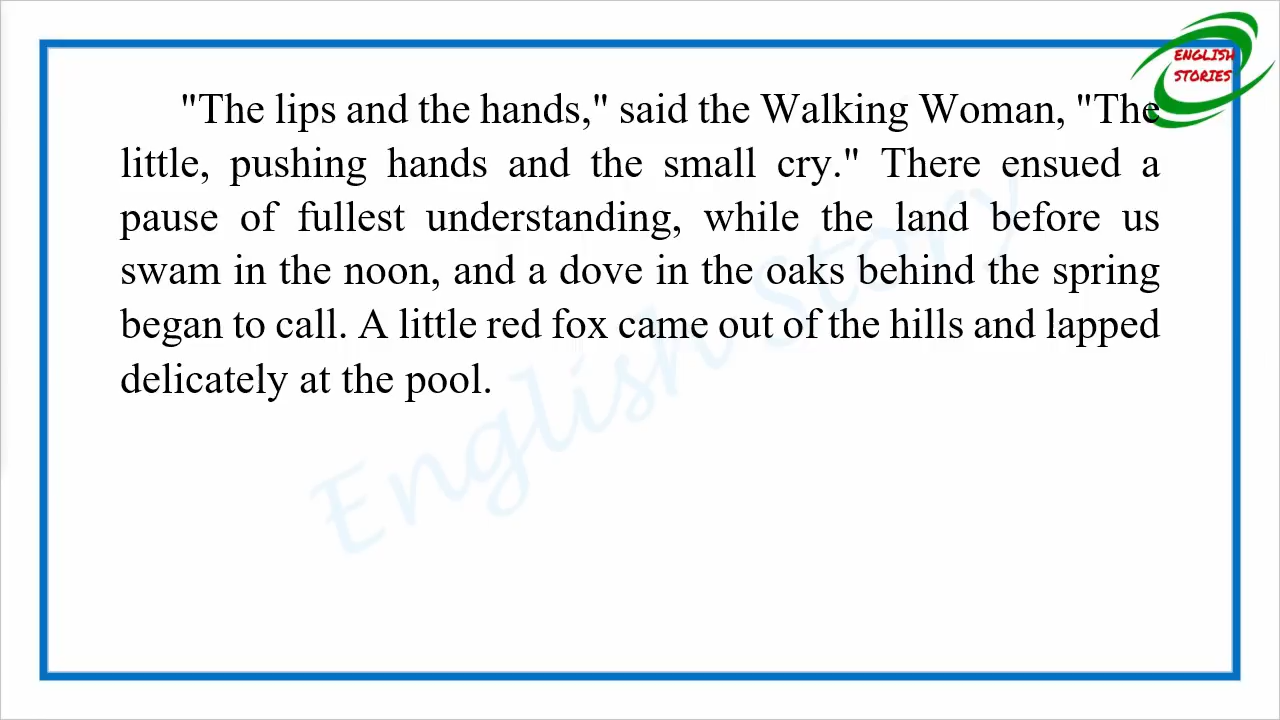 ENGLISH
STORIES
"The lips and the hands," said the Walking Woman, "The
little, pushing hands and the small cry." There ensued a
pause of fullest understanding, while the land before us
swam in the noon, and a dove in the oaks behind the spring
began to call. A little red fox came out of the hills and lapped
delicately at the pool.
English Story